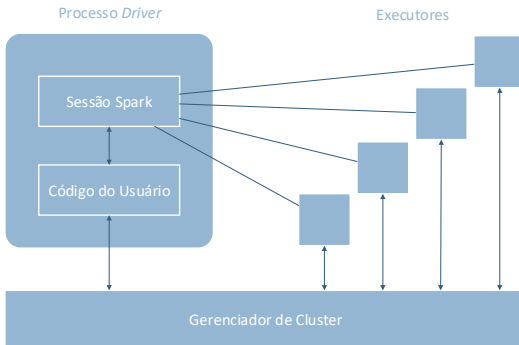 Processo Driver
Executores
Sessão Spark
Código do Usuário
Gerenciador de Cluster